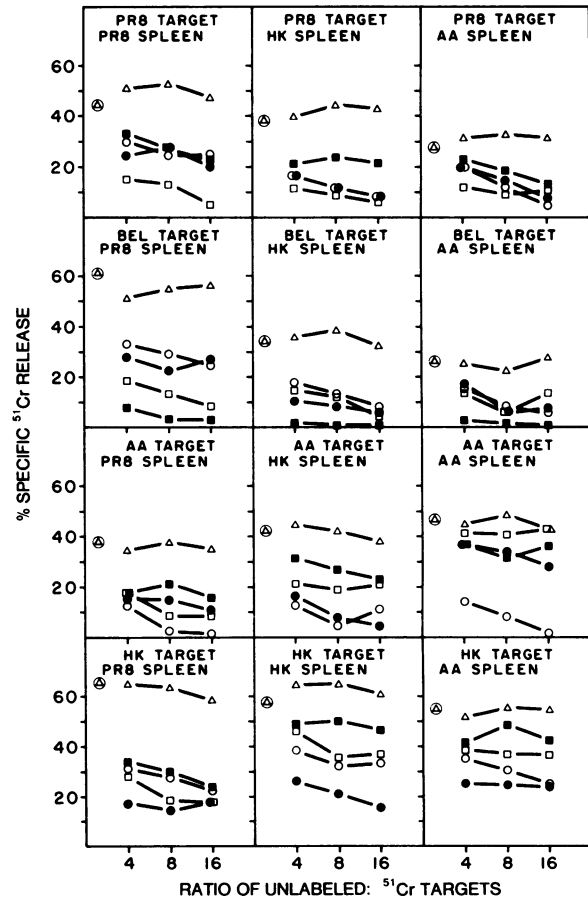 PR8 TARGET
PR8 SPLEEN
PR8 TARGET
HK SPLEEN
PR8 TARGET
AA SPLEEN
60
40
20
BEL TARGET
PR8 SPLEEN
BEL TARGET
HK SPLEEN
BEL TARGET
AA SPLEEN
60
40
20
AA TARGET
PR8 SPLEEN
AA TARGET
HK SPLEEN
AA TARGET
AA SPLEEN
60
40
20
HK TARGET
PR8 SPLEEN
HK TARGET
HK SPLEEN
HK TARGET
AA SPLEEN
60
40
20
% SPECIFIC ⁵¹Cr RELEASE
4 8 16 4 8 16 4 8 16
RATIO OF UNLABELED: ⁵¹Cr TARGETS